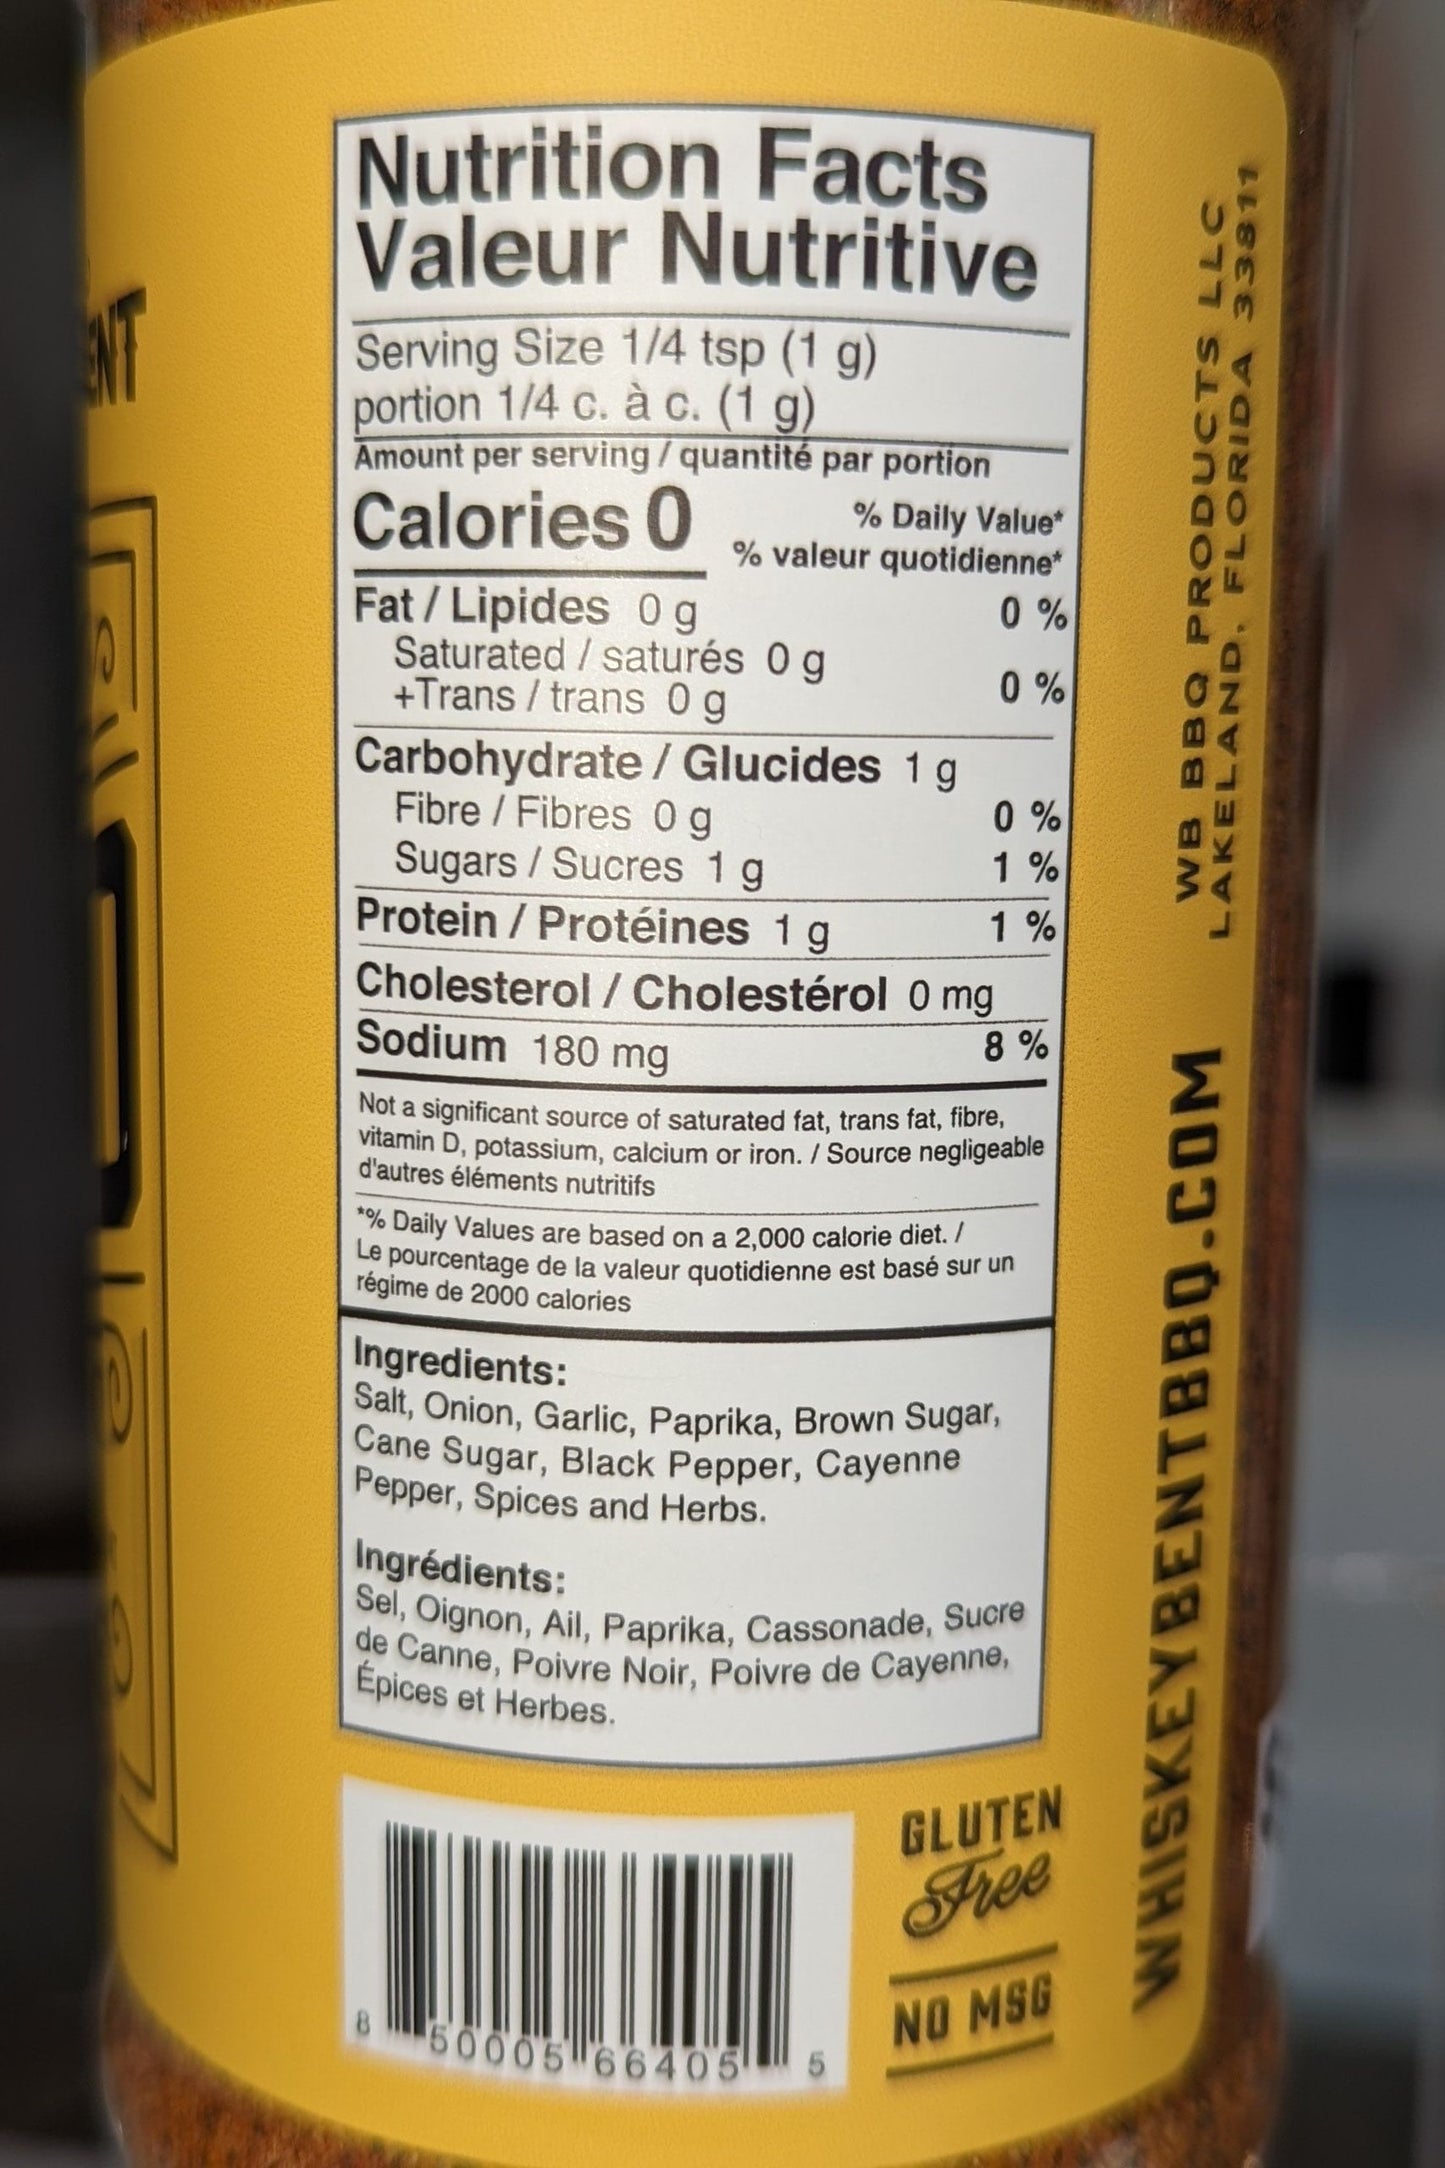 ENT
Nutrition Facts
Valeur Nutritive
Serving Size 1/4 tsp (1 g)
portion 1/4 c. à c. (1 g)
Amount per serving / quantité par portion
Calories 0
% Daily Value*
% valeur quotidienne*
Fat / Lipides 0 g 0 %
Saturated / saturés 0 g
+Trans / trans 0 g 0 %
Carbohydrate / Glucides 1 g
Fibre / Fibres 0 g 0 %
Sugars / Sucres 1 g 1 %
Protein / Protéines 1 g 1 %
Cholesterol / Cholestérol 0 mg
Sodium 180 mg 8 %
Not a significant source of saturated fat, trans fat, fibre,
vitamin D, potassium, calcium or iron. / Source negligeable
d'autres éléments nutritifs
*% Daily Values are based on a 2,000 calorie diet. /
Le pourcentage de la valeur quotidienne est basé sur un
régime de 2000 calories
Ingredients:
Salt, Onion, Garlic, Paprika, Brown Sugar,
Cane Sugar, Black Pepper, Cayenne
Pepper, Spices and Herbs.
Ingrédients:
Sel, Oignon, Ail, Paprika, Cassonade, Sucre
de Canne, Poivre Noir, Poivre de Cayenne,
Épices et Herbes.
8 50005 66405 5
GLUTEN
Free
NO MSG
WHISKEYBENTBBQ.COM
WB BBQ PRODUCTS LLC
LAKELAND, FLORIDA 33811